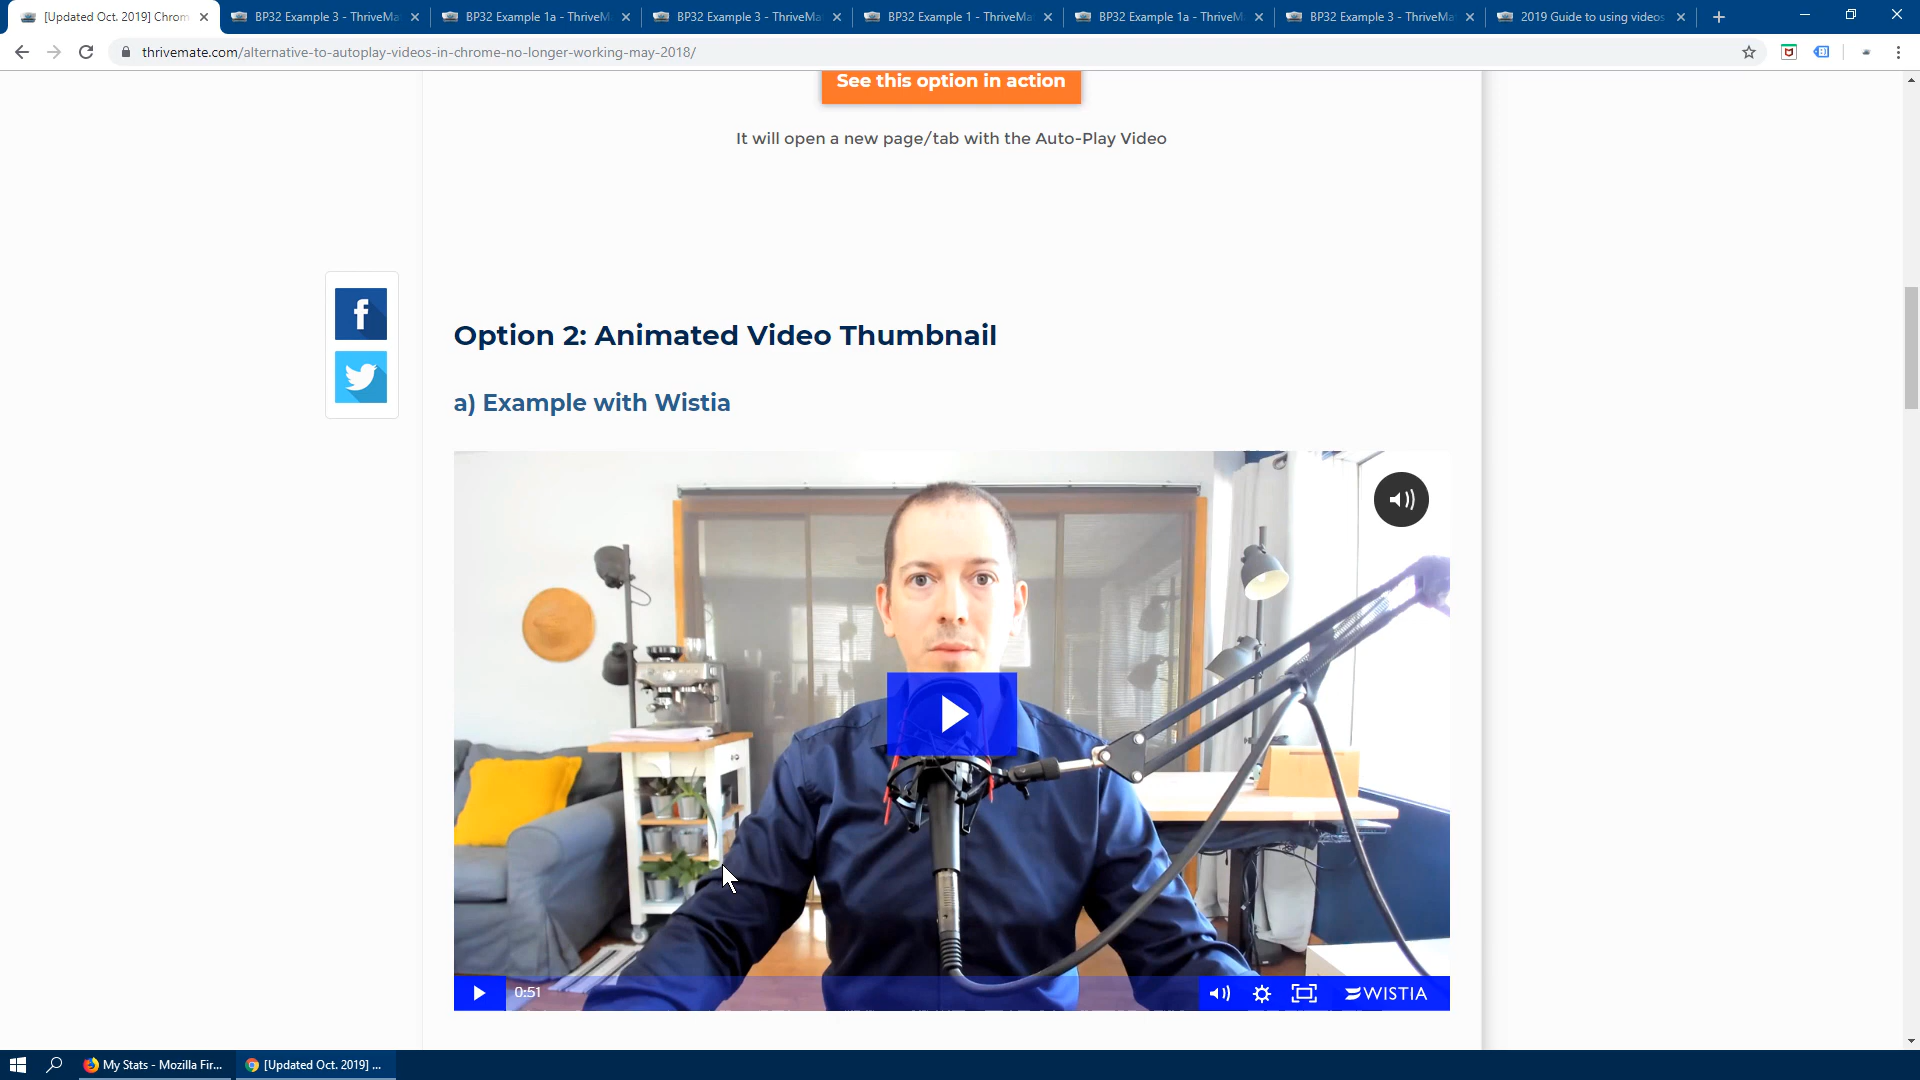 [Updated Oct. 2019] Chrom
BP32 Example 3 - ThriveMa
BP32 Example 1a - ThriveM
BP32 Example 3 - ThriveMa
BP32 Example 1 - ThriveMa
BP32 Example 1a - ThriveM
BP32 Example 3 - ThriveMa
2019 Guide to using videos
thrivemate.com/alternative-to-autoplay-videos-in-chrome-no-longer-working-may-2018/
See this option in action
It will open a new page/tab with the Auto-Play Video
Option 2: Animated Video Thumbnail
a) Example with Wistia
0:51
WISTIA
My Stats - Mozilla Fir...
[Updated Oct. 2019] ...